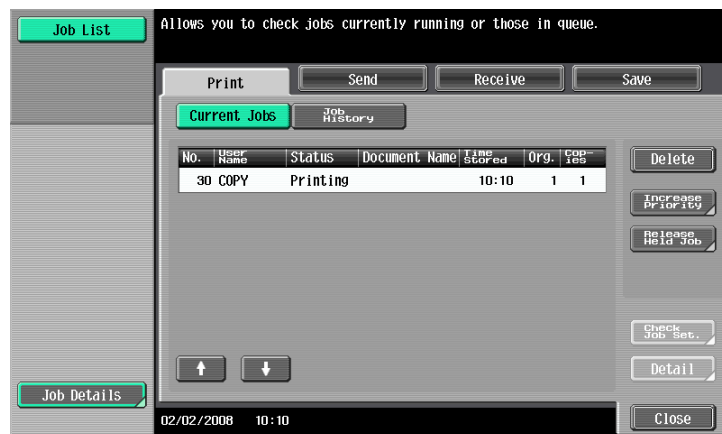 Job List
Allows you to check jobs currently running or those in queue.
Print
Send
Receive
Save
Current Jobs
Job History
No. User Name Status Document Name Time Stored Org. Cop-ies
30 COPY Printing 10:10 1 1
Delete
Increase Priority
Release Held Job
Check Job Set.
Detail
Job Details
02/02/2008 10:10
Close